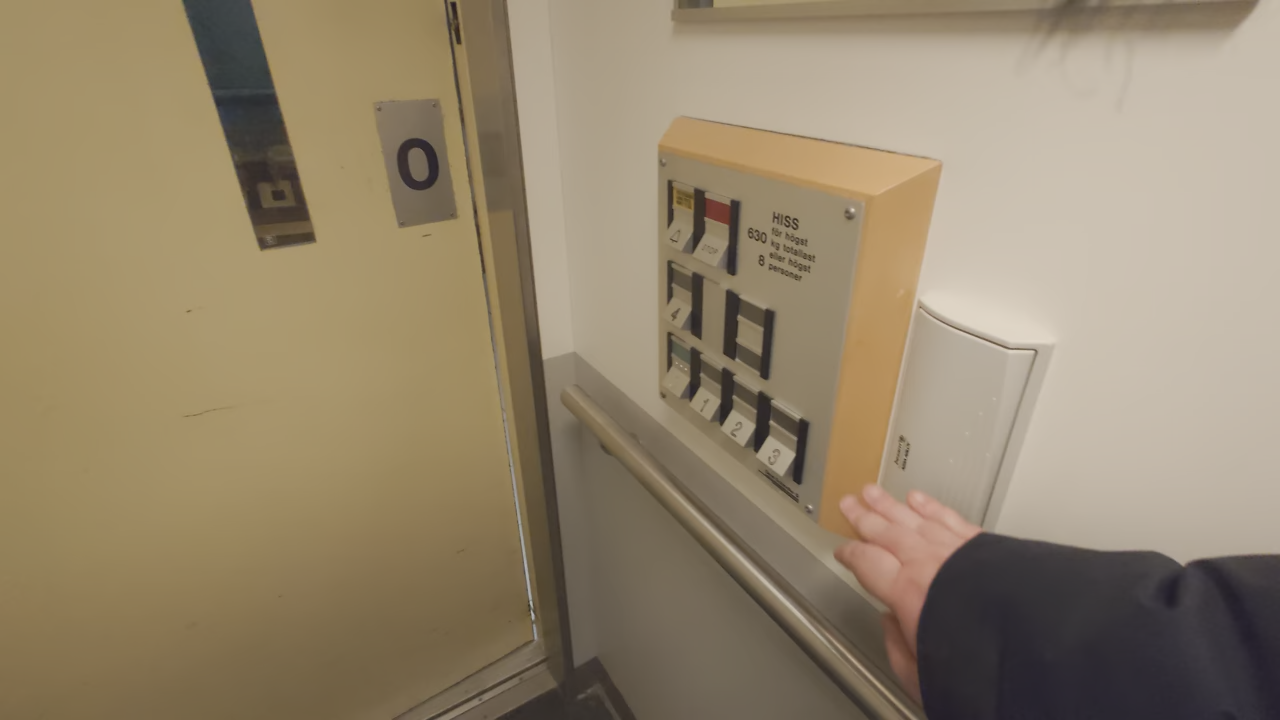 0
HISS
630 för högst
kg totallast
eller högst
8 personer
STOP
4
1
2
3